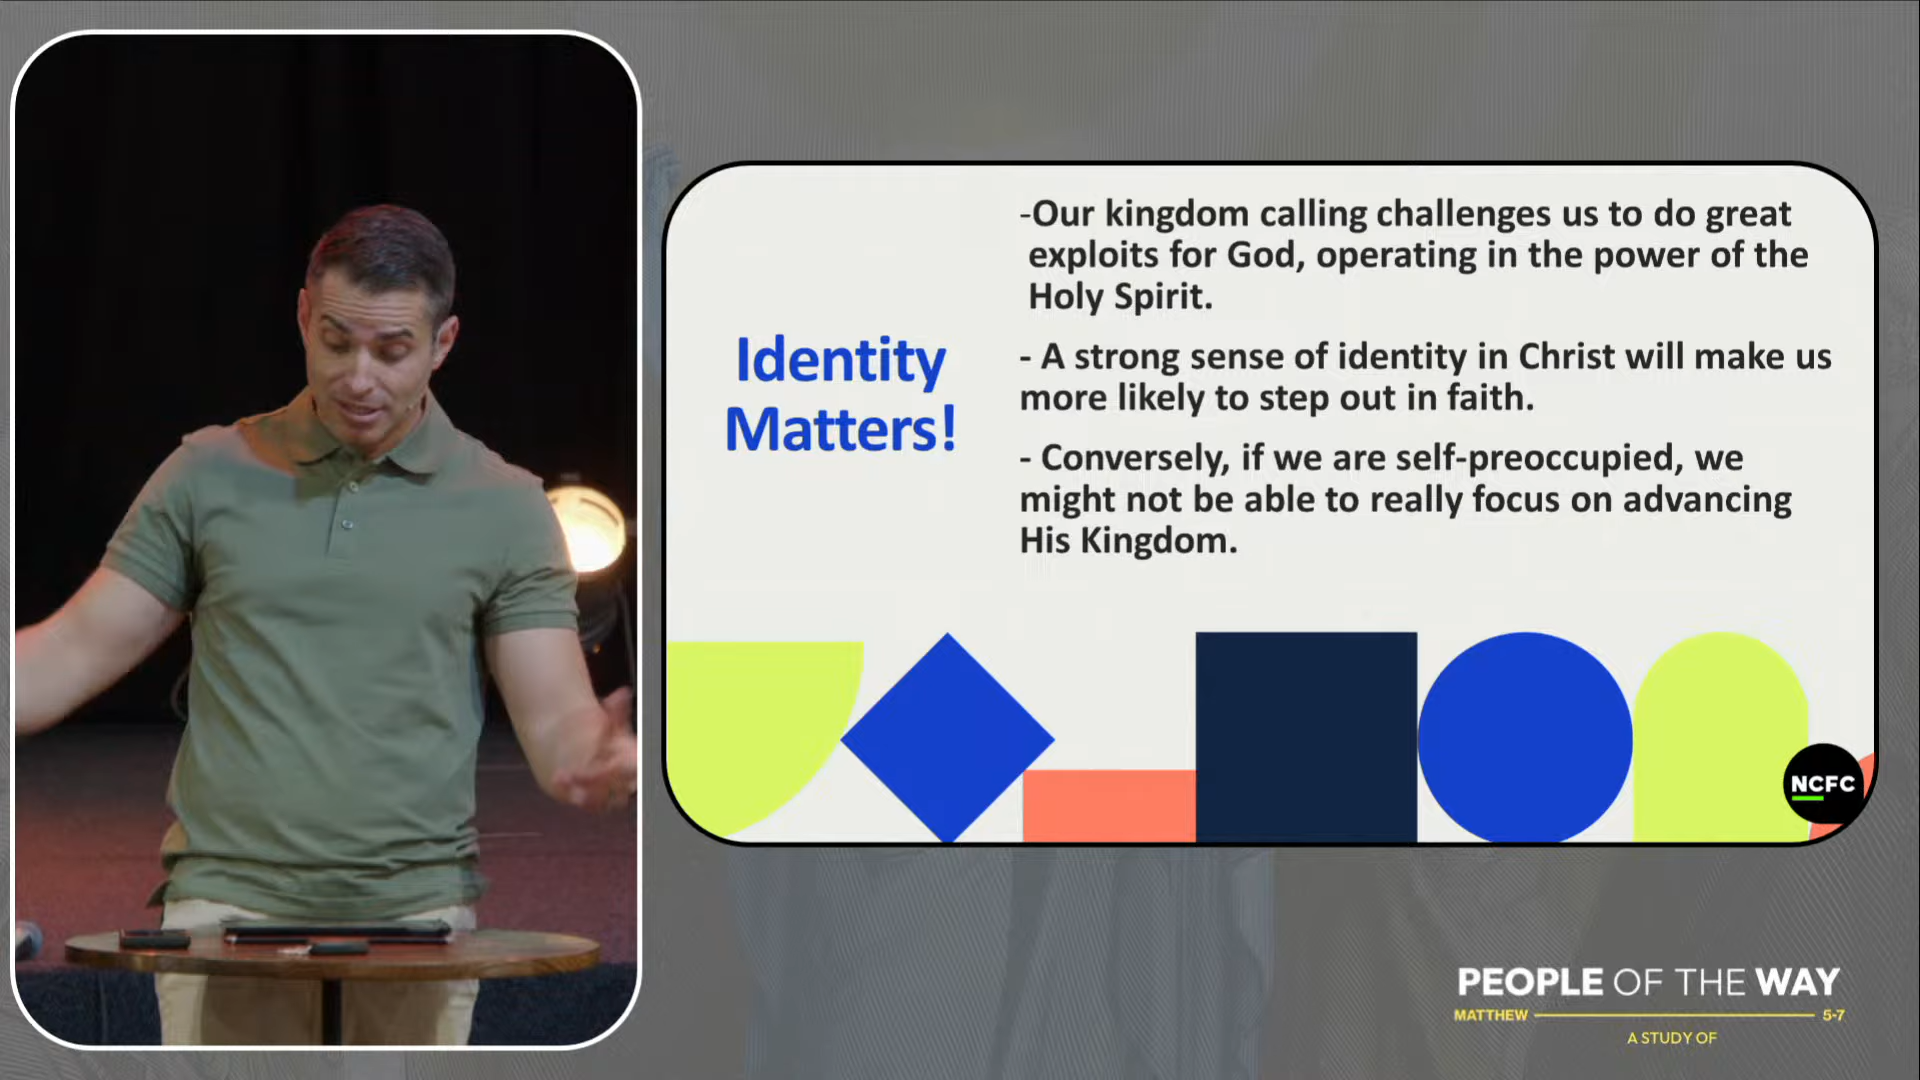 Identity
Matters!
-Our kingdom calling challenges us to do great
exploits for God, operating in the power of the
Holy Spirit.
- A strong sense of identity in Christ will make us
more likely to step out in faith.
- Conversely, if we are self-preoccupied, we
might not be able to really focus on advancing
His Kingdom.
NCFC
PEOPLE OF THE WAY
MATTHEW 5-7
A STUDY OF